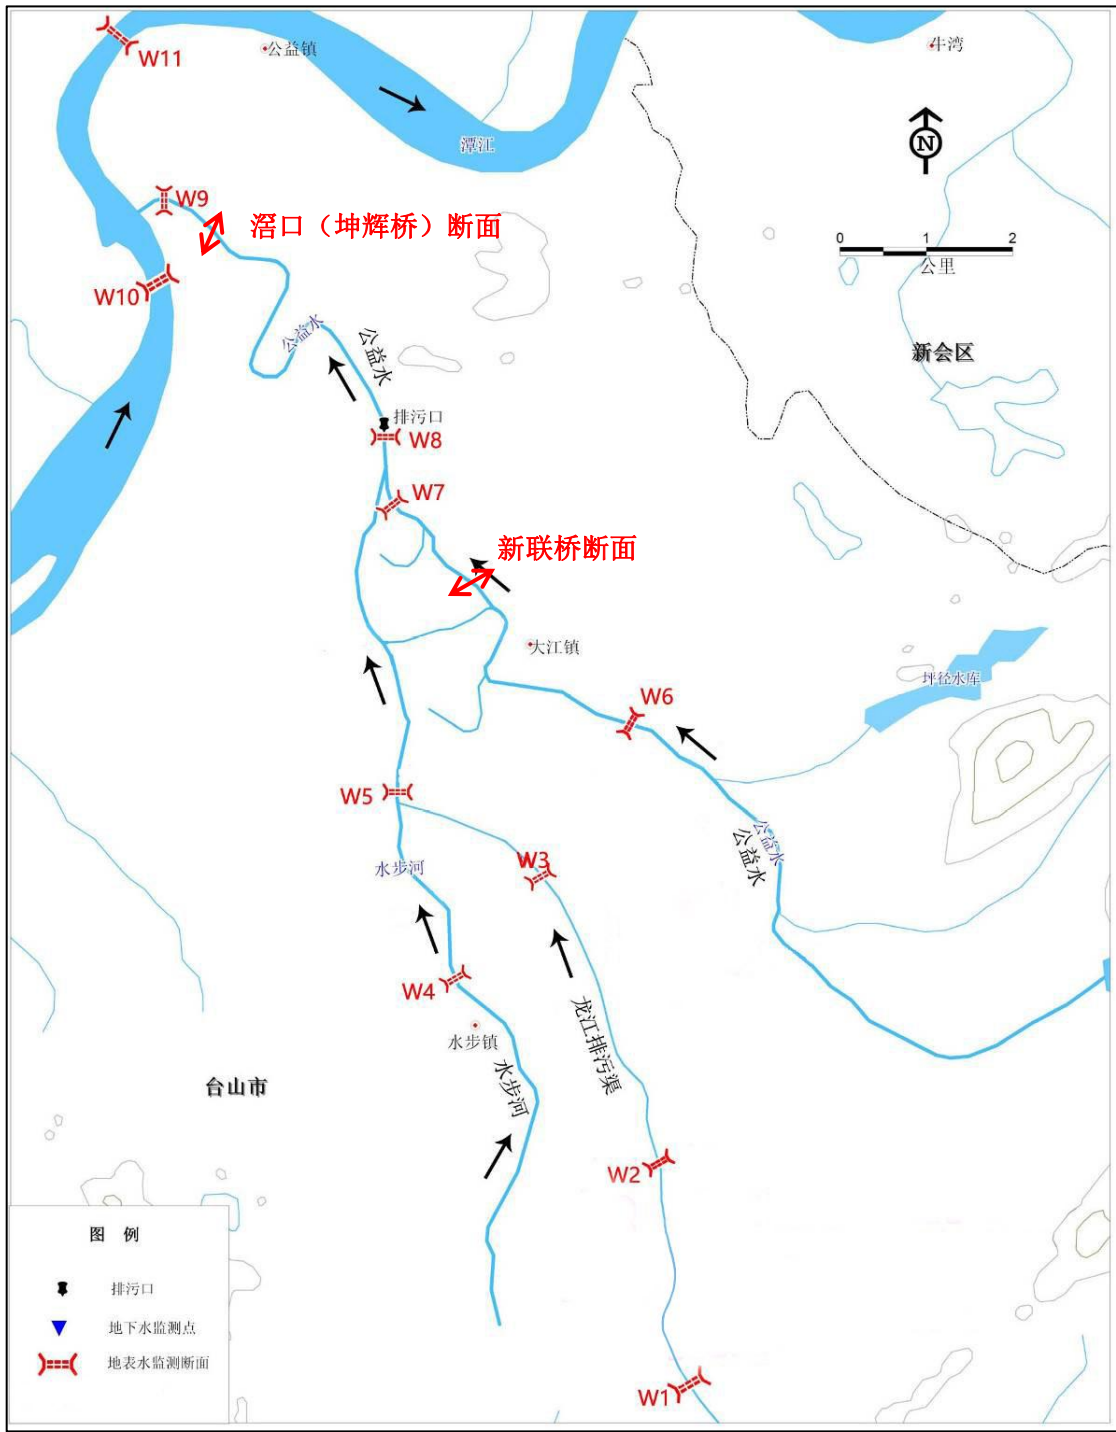 W11
公益镇
牛湾
潭江
N
W9
滘口（坤辉桥）断面
0 1 2
公里
W10
公益水
公益水
新会区
排污口
W8
W7
新联桥断面
大江镇
坪径水库
W6
W5
公益水
公益水
W3
水步河
W4
水步镇
龙江排污渠
水步河
台山市
W2
W1
图 例
排污口
地下水监测点
地表水监测断面